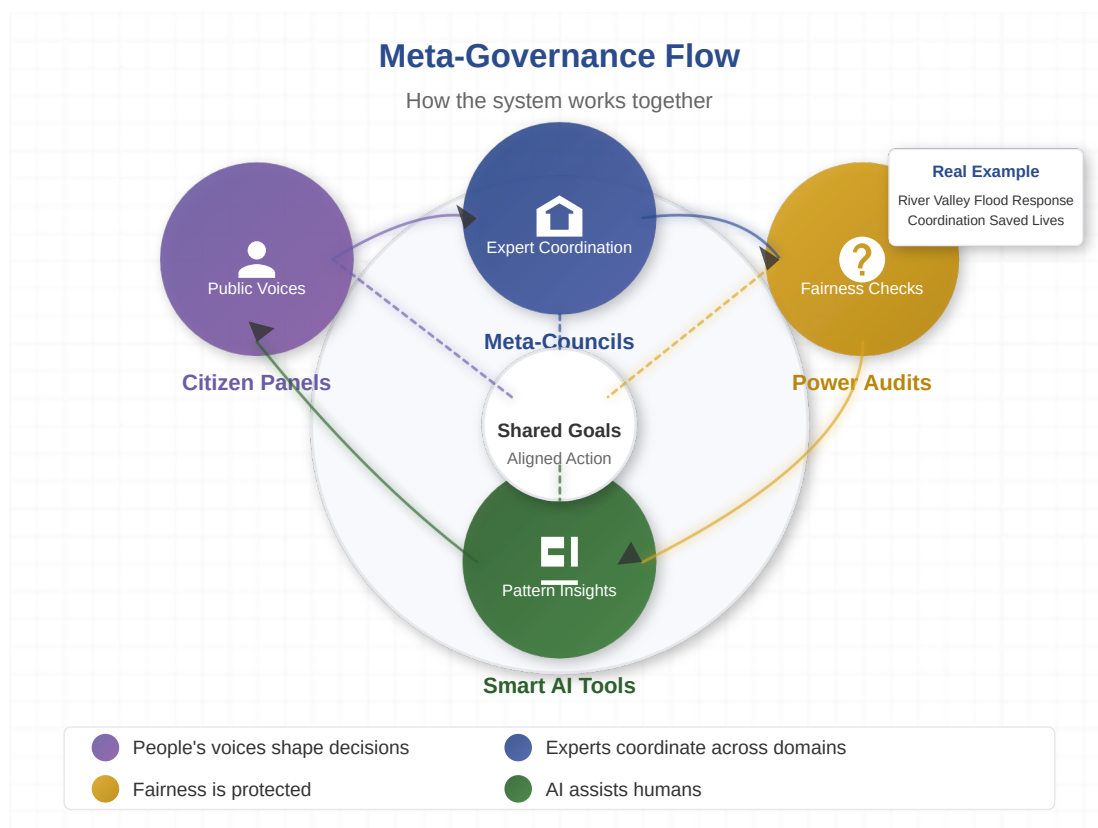 Meta-Governance Flow
How the system works together
Real Example
River Valley Flood Response
Coordination Saved Lives
Expert Coordination
Public Voices
Fairness Checks
Meta-Councils
Citizen Panels
Power Audits
Shared Goals
Aligned Action
Pattern Insights
Smart AI Tools
People's voices shape decisions
Experts coordinate across domains
Fairness is protected
AI assists humans